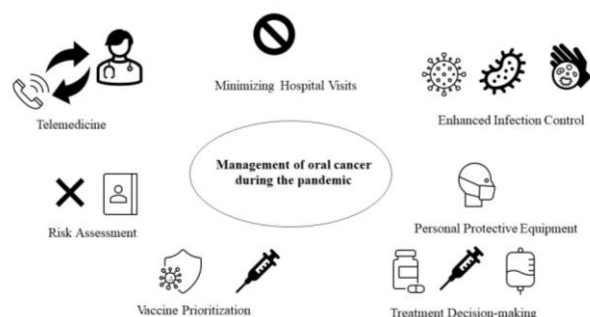 Minimizing Hospital Visits
Telemedicine
Enhanced Infection Control
Management of oral cancer
during the pandemic
Risk Assessment
Personal Protective Equipment
Vaccine Prioritization
Treatment Decision-making